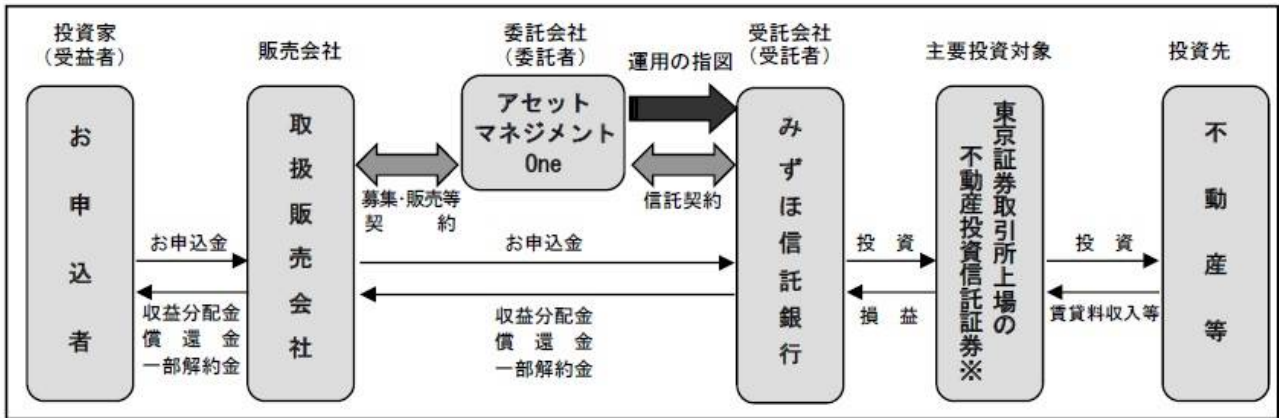 投資家
（受益者）
お申込者
お申込金
収益分配金
償還金
一部解約金
販売会社
取扱販売会社
募集・販売等
契約
委託会社
（委託者）
アセット
マネジメント
One
運用の指図
信託契約
お申込金
収益分配金
償還金
一部解約金
受託会社
（受託者）
みずほ信託銀行
投資
損益
主要投資対象
東京証券取引所上場の
不動産投資信託証券※
投資
賃貸料収入等
投資先
不動産等